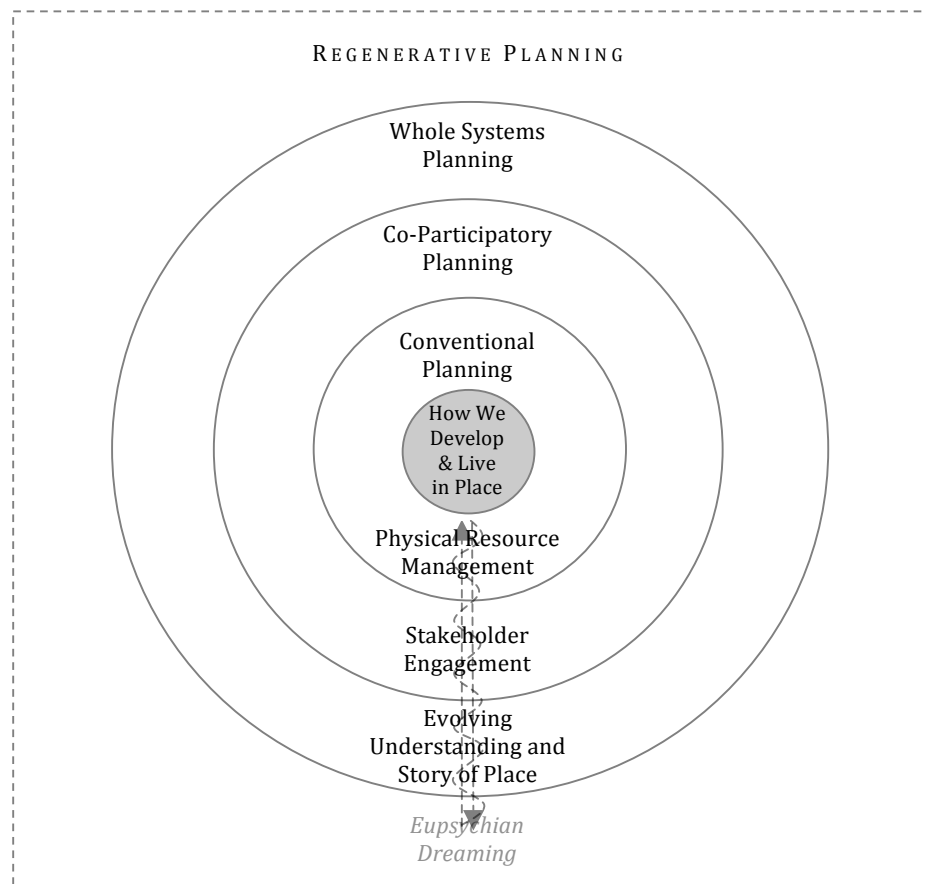 REGENERATIVE PLANNING
Whole Systems
Planning
Co-Participatory
Planning
Conventional
Planning
How We
Develop
& Live
in Place
Physical Resource
Management
Stakeholder
Engagement
Evolving
Understanding and
Story of Place
Eupsychian
Dreaming